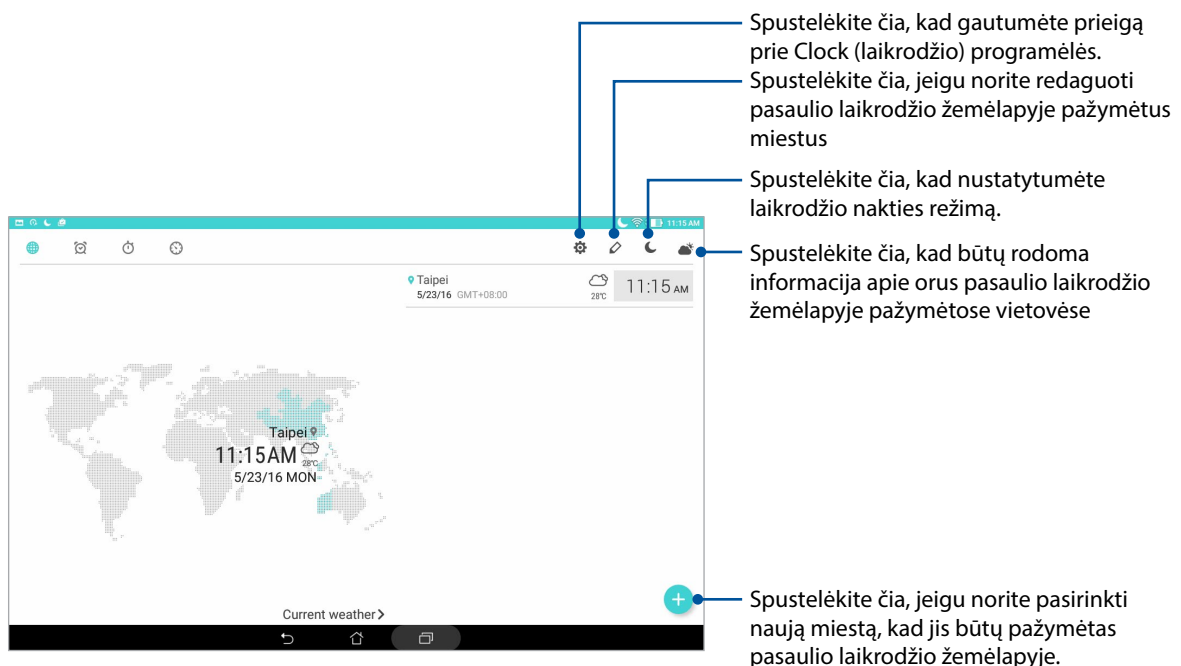 Spustelėkite čia, kad gautumėte prieigą
prie Clock (laikrodžio) programėlės.
Spustelėkite čia, jeigu norite redaguoti
pasaulio laikrodžio žemėlapyje pažymėtus
miestus
Spustelėkite čia, kad nustatytumėte
laikrodžio nakties režimą.
Spustelėkite čia, kad būtų rodoma
informacija apie orus pasaulio laikrodžio
žemėlapyje pažymėtose vietovėse
11:15 AM
Taipei
5/23/16 GMT+08:00
28°C
11:15 AM
Taipei
11:15AM
28°C
5/23/16 MON
Current weather
Spustelėkite čia, jeigu norite pasirinkti
naują miestą, kad jis būtų pažymėtas
pasaulio laikrodžio žemėlapyje.